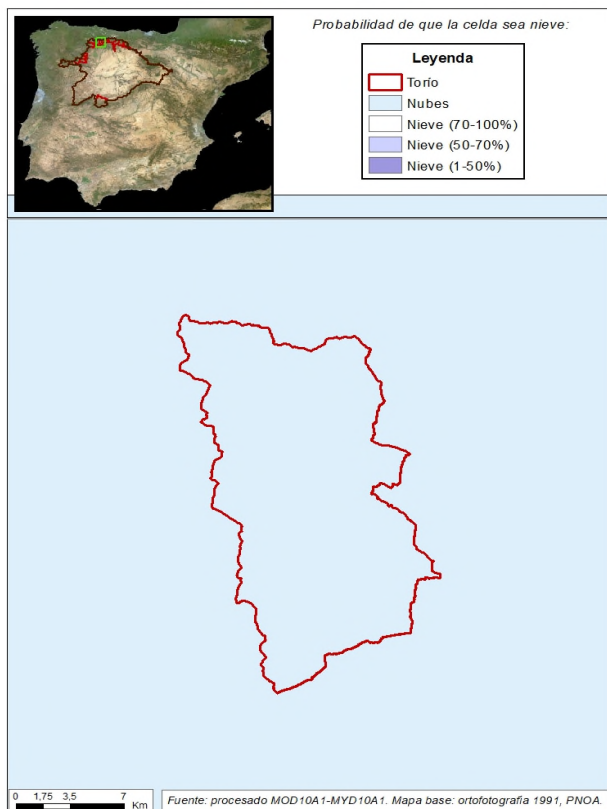 Probabilidad de que la celda sea nieve:
Leyenda
Torío
Nubes
Nieve (70-100%)
Nieve (50-70%)
Nieve (1-50%)
0 1,75 3,5 7
Km
Fuente: procesado MOD10A1-MYD10A1. Mapa base: ortofotografía 1991, PNOA